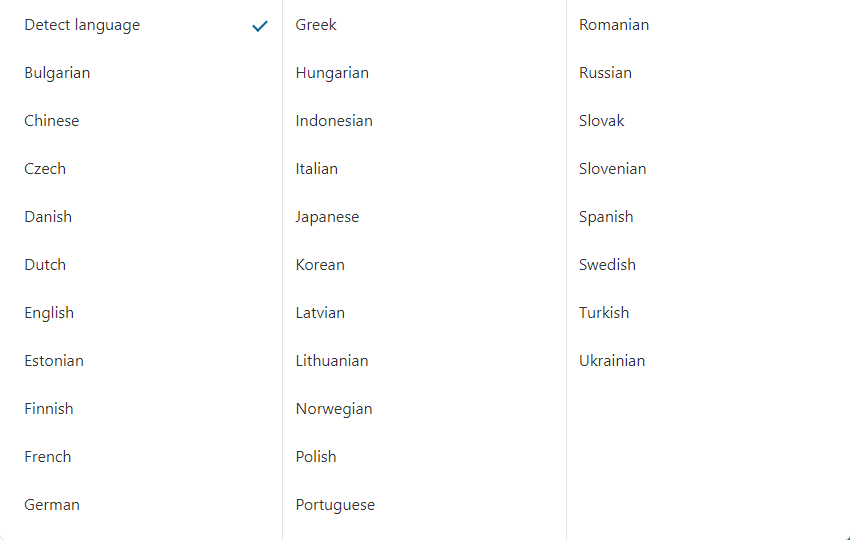 Detect language
Bulgarian
Chinese
Czech
Danish
Dutch
English
Estonian
Finnish
French
German
Greek
Hungarian
Indonesian
Italian
Japanese
Korean
Latvian
Lithuanian
Norwegian
Polish
Portuguese
Romanian
Russian
Slovak
Slovenian
Spanish
Swedish
Turkish
Ukrainian